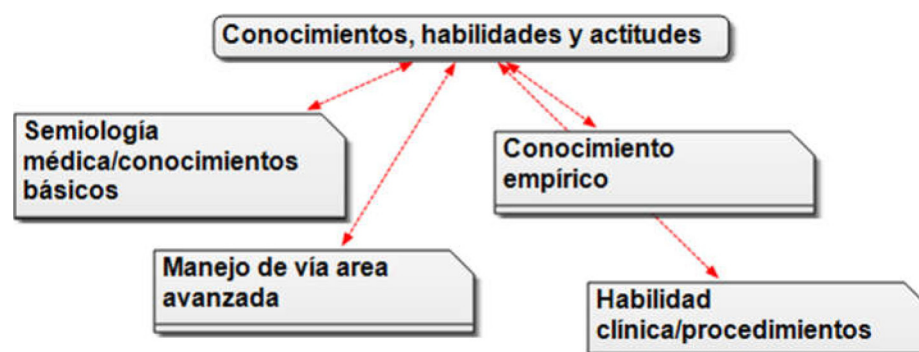 Conocimientos, habilidades y actitudes
Semiología
médica/conocimientos
básicos
Conocimiento
empírico
Manejo de vía area
avanzada
Habilidad
clínica/procedimientos